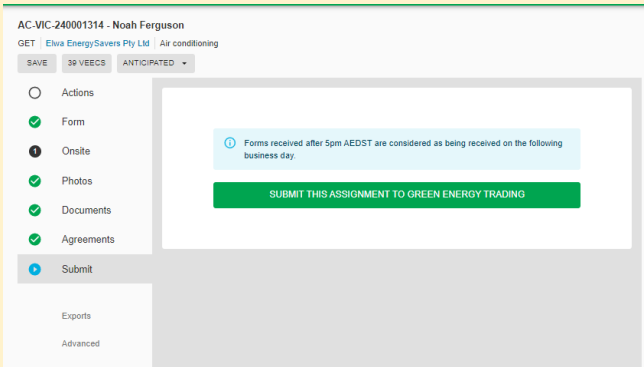 AC-VIC-240001314 - Noah Ferguson
GET Elwa EnergySavers Pty Ltd Air conditioning
SAVE 39 VEECS ANTICIPATED
Actions
Form
1 Onsite
Photos
Documents
Agreements
Submit
Exports
Advanced
Forms received after 5pm AEDST are considered as being received on the following
business day.
SUBMIT THIS ASSIGNMENT TO GREEN ENERGY TRADING